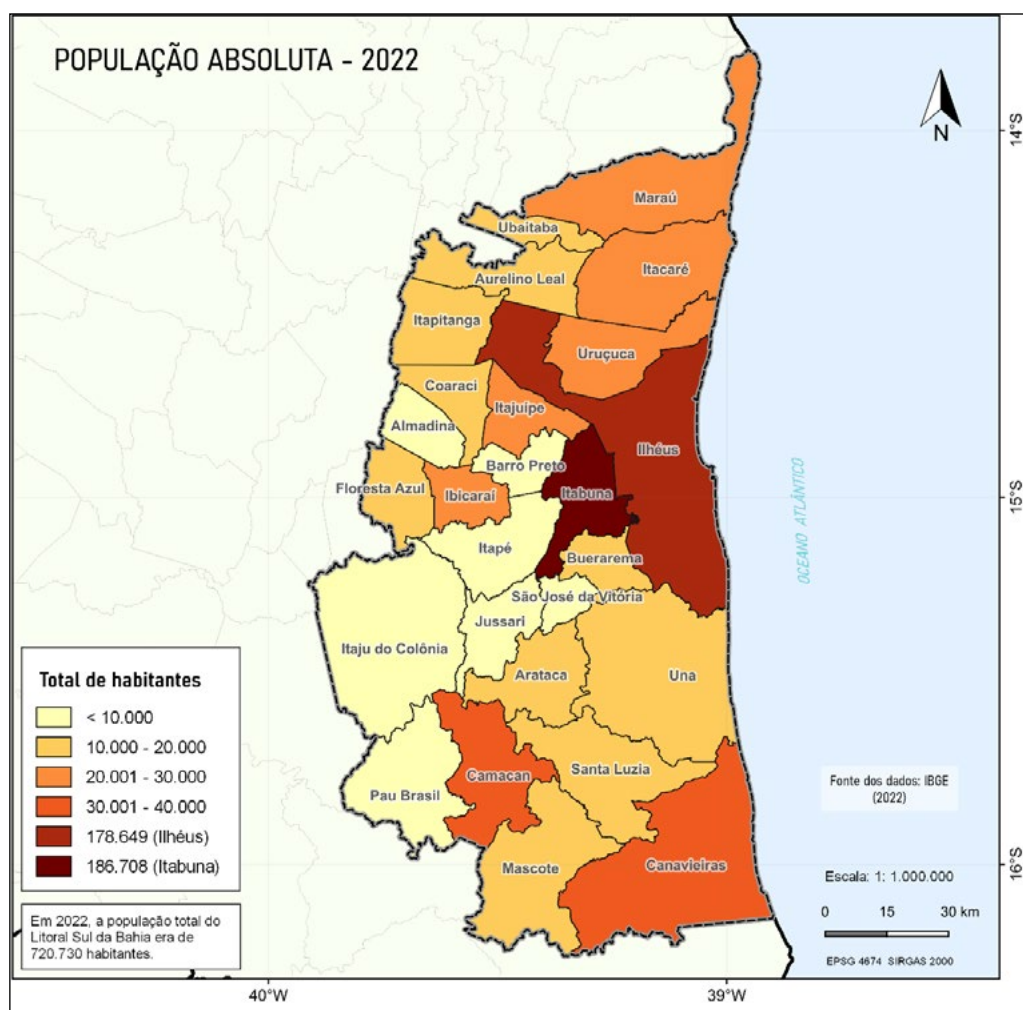 POPULAÇÃO ABSOLUTA - 2022
N
14°S
Maraú
Ubaitaba
Itacaré
Aurelino Leal
Itapitanga
Uruçuca
Coaraci
Itajuipe
Almadina
Ilhéus
Barro Preto
Floresta Azul
Ibicaraí
Itabuna
15°S
OCEANO ATLÂNTICO
Itapé
Buerarema
São José da Vitória
Jussari
Itaju do Colônia
Arataca
Una
Santa Luzia
Camacan
Pau Brasil
Mascote
Canavieiras
16°S
Total de habitantes
< 10.000
10.000 - 20.000
20.001 - 30.000
30.001 - 40.000
178.649 (Ilhéus)
186.708 (Itabuna)
Em 2022, a população total do
Litoral Sul da Bahia era de
720.730 habitantes.
Fonte dos dados: IBGE
(2022)
Escala: 1: 1.000.000
0 15 30 km
EPSG 4674 SIRGAS 2000
40°W
39°W